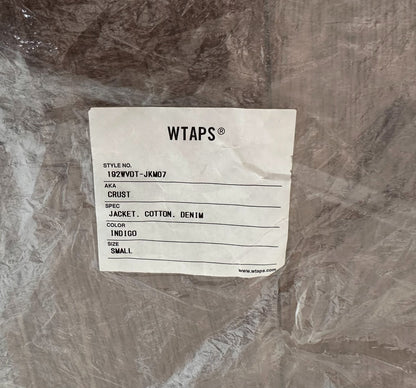 WTAPS®
STYLE NO.
192WVDT-JKM07
AKA
CRUST
SPEC
JACKET. COTTON. DENIM
COLOR
INDIGO
SIZE
SMALL
www.wtaps.com